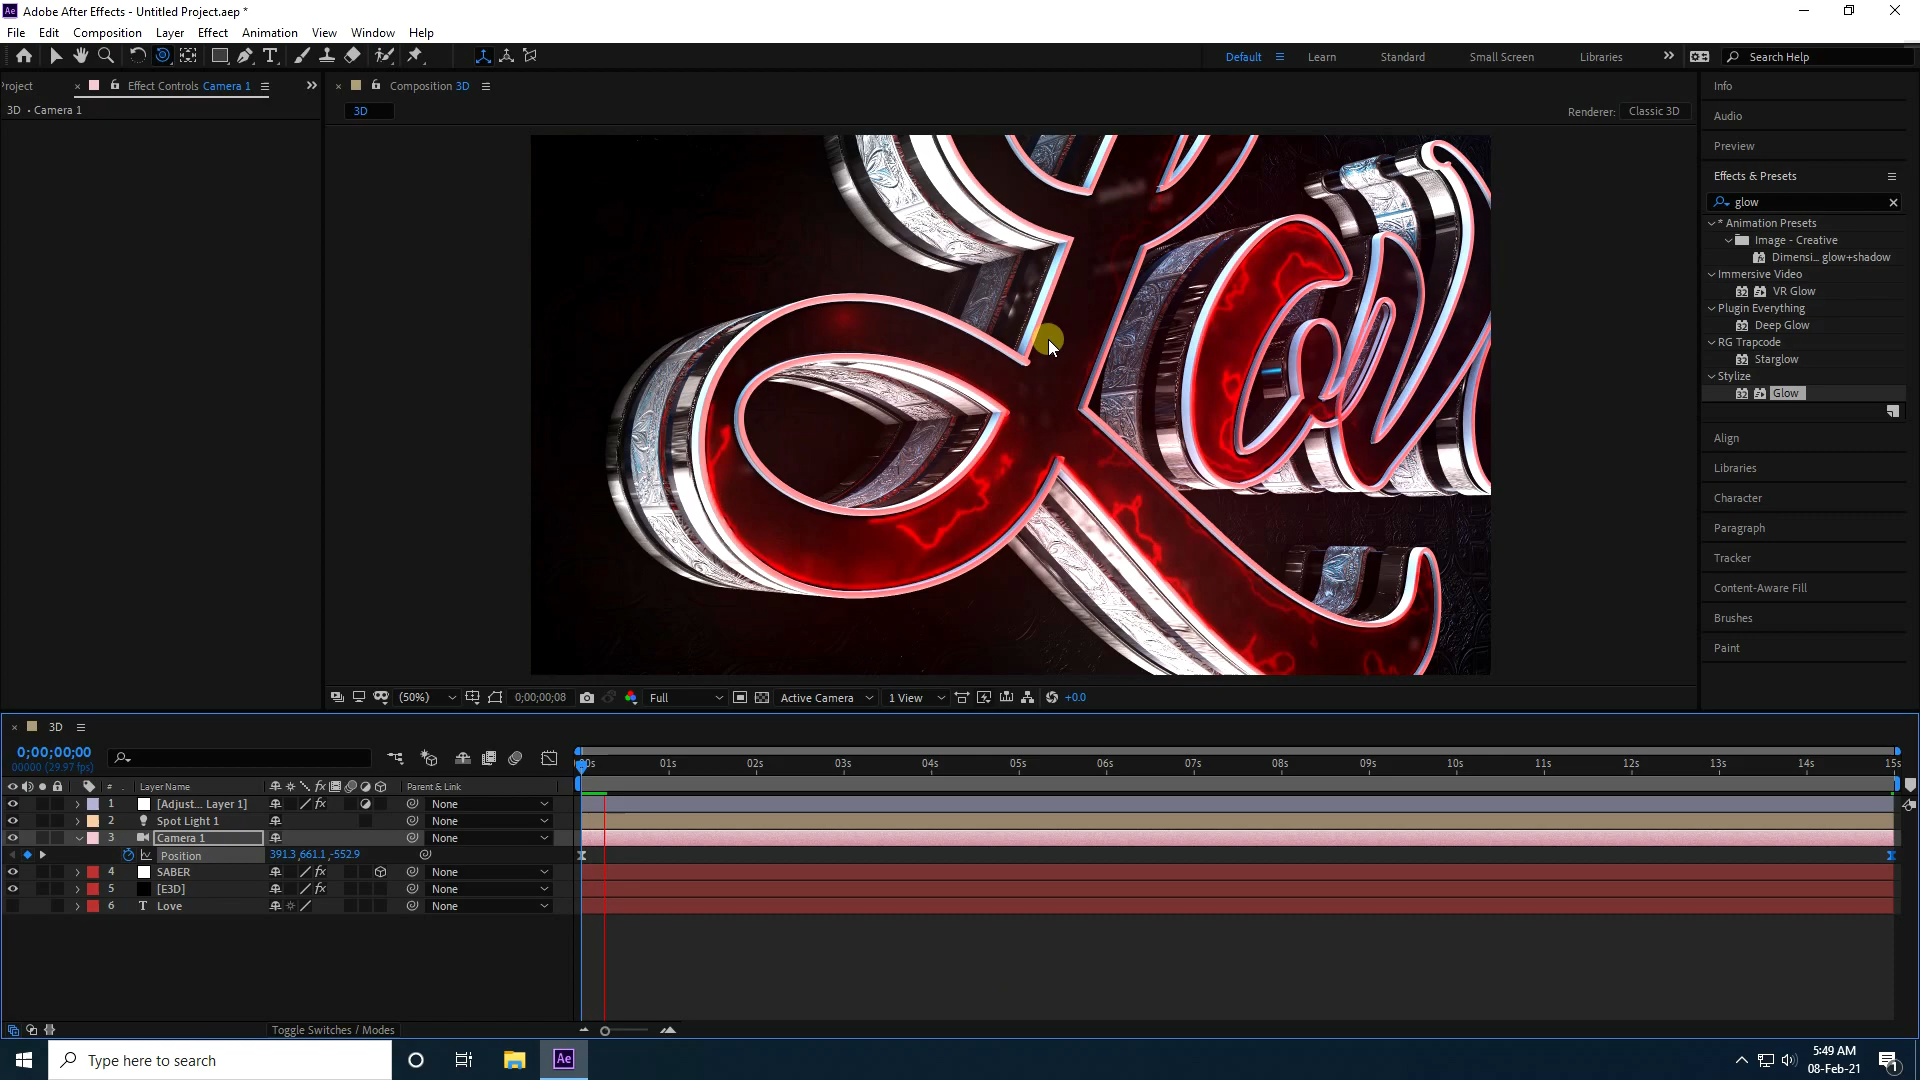 Ae Adobe After Effects - Untitled Project.aep *
File Edit Composition Layer Effect Animation View Window Help
Default Learn Standard Small Screen Libraries Search Help
roject Effect Controls Camera 1
3D • Camera 1
Composition 3D
3D
Renderer: Classic 3D
Info
Audio
Preview
Effects & Presets
glow
* Animation Presets
Image - Creative
Dimensi... glow+shadow
Immersive Video
VR Glow
Plugin Everything
Deep Glow
RG Trapcode
Starglow
Stylize
Glow
Align
Libraries
Character
Paragraph
Tracker
Content-Aware Fill
Brushes
Paint
(50%) 0;00;00;08 Full Active Camera 1 View +0.0
3D
0;00;00;00
00000 (29.97 fps)
:00s 01s 02s 03s 04s 05s 06s 07s 08s 09s 10s 11s 12s 13s 14s 15s
# Layer Name Parent & Link
1 [Adjust... Layer 1] None
2 Spot Light 1 None
3 Camera 1 None
Position 391.3,661.1,-552.9
4 SABER None
5 [E3D] None
6 T Love None
Toggle Switches / Modes
Type here to search
Ae
5:49 AM
08-Feb-21
1